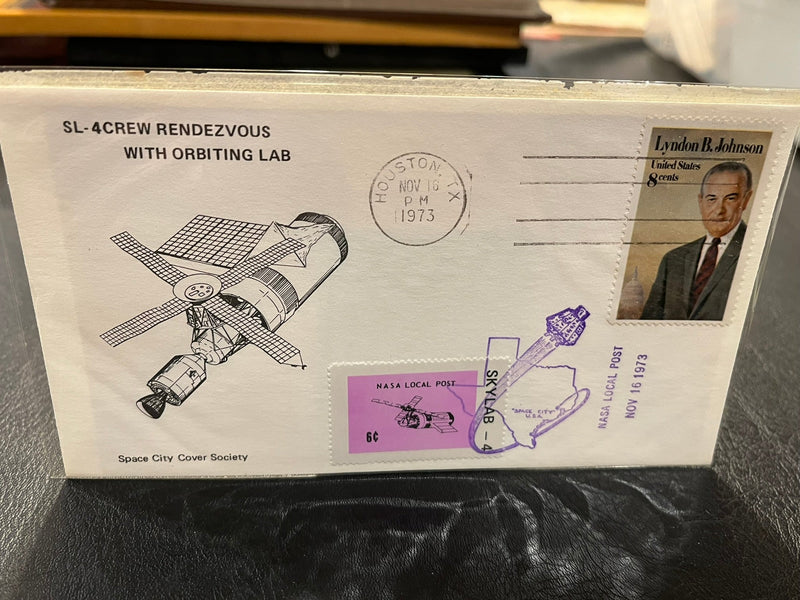 SL-4CREW RENDEZVOUS
WITH ORBITING LAB
HOUSTON, TX
NOV 16
PM
1973
Lyndon B. Johnson
United States
8 cents
NASA LOCAL POST
6¢
SKYLAB - 4
"SPACE CITY"
U.S.A.
NASA LOCAL POST
NOV 16 1973
Space City Cover Society